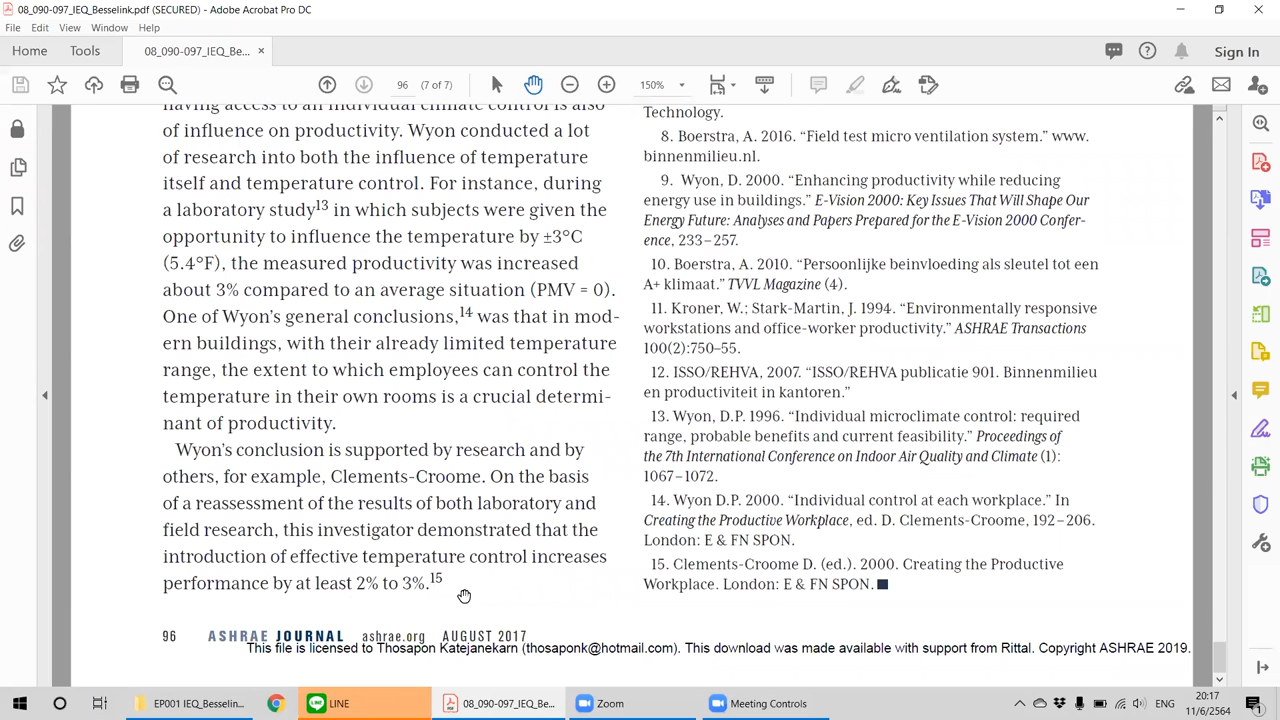 08_090-097_IEQ_Besselink.pdf (SECURED) - Adobe Acrobat Pro DC
File Edit View Window Help
Home Tools 08_090-097_IEQ_Be... × Sign In
96 (7 of 7) 150%
having access to an individual climate control is also
of influence on productivity. Wyon conducted a lot
of research into both the influence of temperature
itself and temperature control. For instance, during
a laboratory study13 in which subjects were given the
opportunity to influence the temperature by ±3°C
(5.4°F), the measured productivity was increased
about 3% compared to an average situation (PMV = 0).
One of Wyon’s general conclusions,14 was that in mod-
ern buildings, with their already limited temperature
range, the extent to which employees can control the
temperature in their own rooms is a crucial determi-
nant of productivity.
Wyon’s conclusion is supported by research and by
others, for example, Clements-Croome. On the basis
of a reassessment of the results of both laboratory and
field research, this investigator demonstrated that the
introduction of effective temperature control increases
performance by at least 2% to 3%.15
Technology.
8. Boerstra, A. 2016. “Field test micro ventilation system.” www.
binnenmilieu.nl.
9. Wyon, D. 2000. “Enhancing productivity while reducing
energy use in buildings.” E-Vision 2000: Key Issues That Will Shape Our
Energy Future: Analyses and Papers Prepared for the E-Vision 2000 Confer-
ence, 233–257.
10. Boerstra, A. 2010. “Persoonlijke beinvloeding als sleutel tot een
A+ klimaat.” TVVL Magazine (4).
11. Kroner, W.; Stark-Martin, J. 1994. “Environmentally responsive
workstations and office-worker productivity.” ASHRAE Transactions
100(2):750–55.
12. ISSO/REHVA, 2007. “ISSO/REHVA publicatie 901. Binnenmilieu
en productiviteit in kantoren.”
13. Wyon, D.P. 1996. “Individual microclimate control: required
range, probable benefits and current feasibility.” Proceedings of
the 7th International Conference on Indoor Air Quality and Climate (1):
1067–1072.
14. Wyon D.P. 2000. “Individual control at each workplace.” In
Creating the Productive Workplace, ed. D. Clements-Croome, 192–206.
London: E & FN SPON.
15. Clements-Croome D. (ed.). 2000. Creating the Productive
Workplace. London: E & FN SPON.
96 ASHRAE JOURNAL ashrae.org AUGUST 2017
This file is licensed to Thosapon Katejanekarn (thosaponk@hotmail.com). This download was made available with support from Rittal. Copyright ASHRAE 2019.
EP001 IEQ_Besselin... LINE 08_090-097_IEQ_Be... Zoom Meeting Controls ENG
20:17
11/6/2564